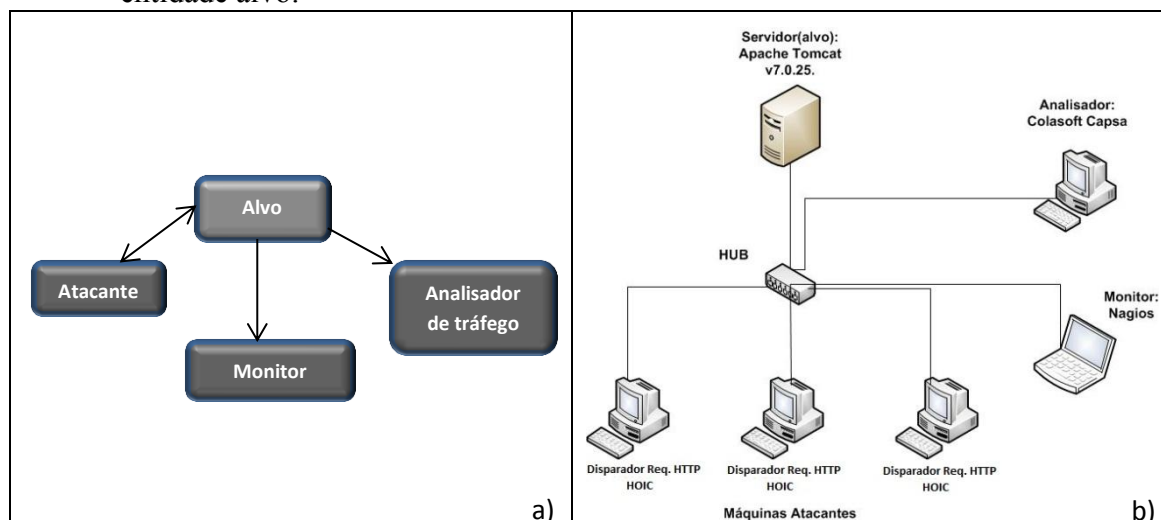 entidade alvo.
Alvo
Atacante
Analisador
de tráfego
Monitor
a)
Servidor(alvo):
Apache Tomcat
v7.0.25.
Analisador:
Colasoft Capsa
HUB
Monitor:
Nagios
Disparador Req. HTTP
HOIC
Disparador Req. HTTP
HOIC
Disparador Req. HTTP
HOIC
Máquinas Atacantes
b)